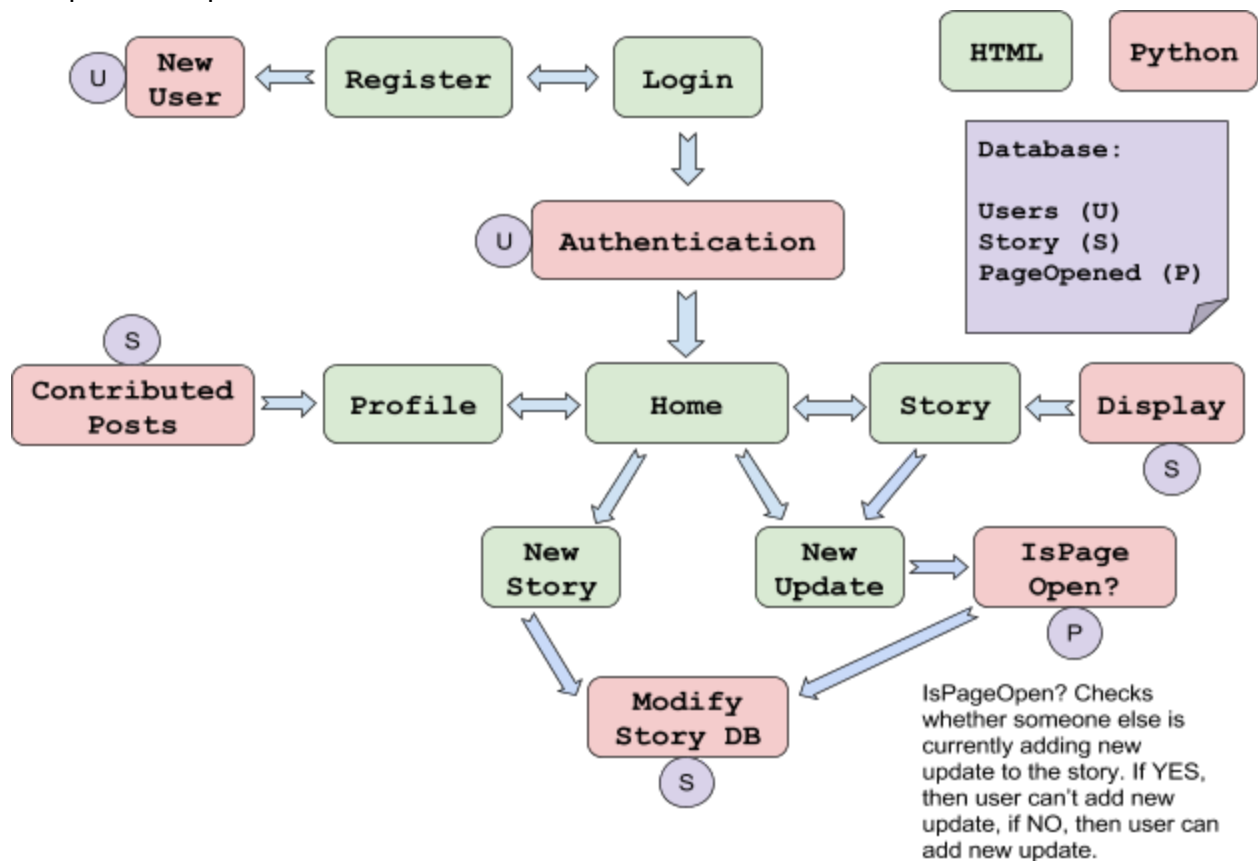 New
User
U
Register
Login
HTML
Python
Database:
Users (U)
Story (S)
PageOpened (P)
U
Authentication
S
Contributed
Posts
Profile
Home
Story
Display
S
New
Story
New
Update
IsPage
Open?
P
Modify
Story DB
S
IsPageOpen? Checks
whether someone else is
currently adding new
update to the story. If YES,
then user can't add new
update, if NO, then user can
add new update.